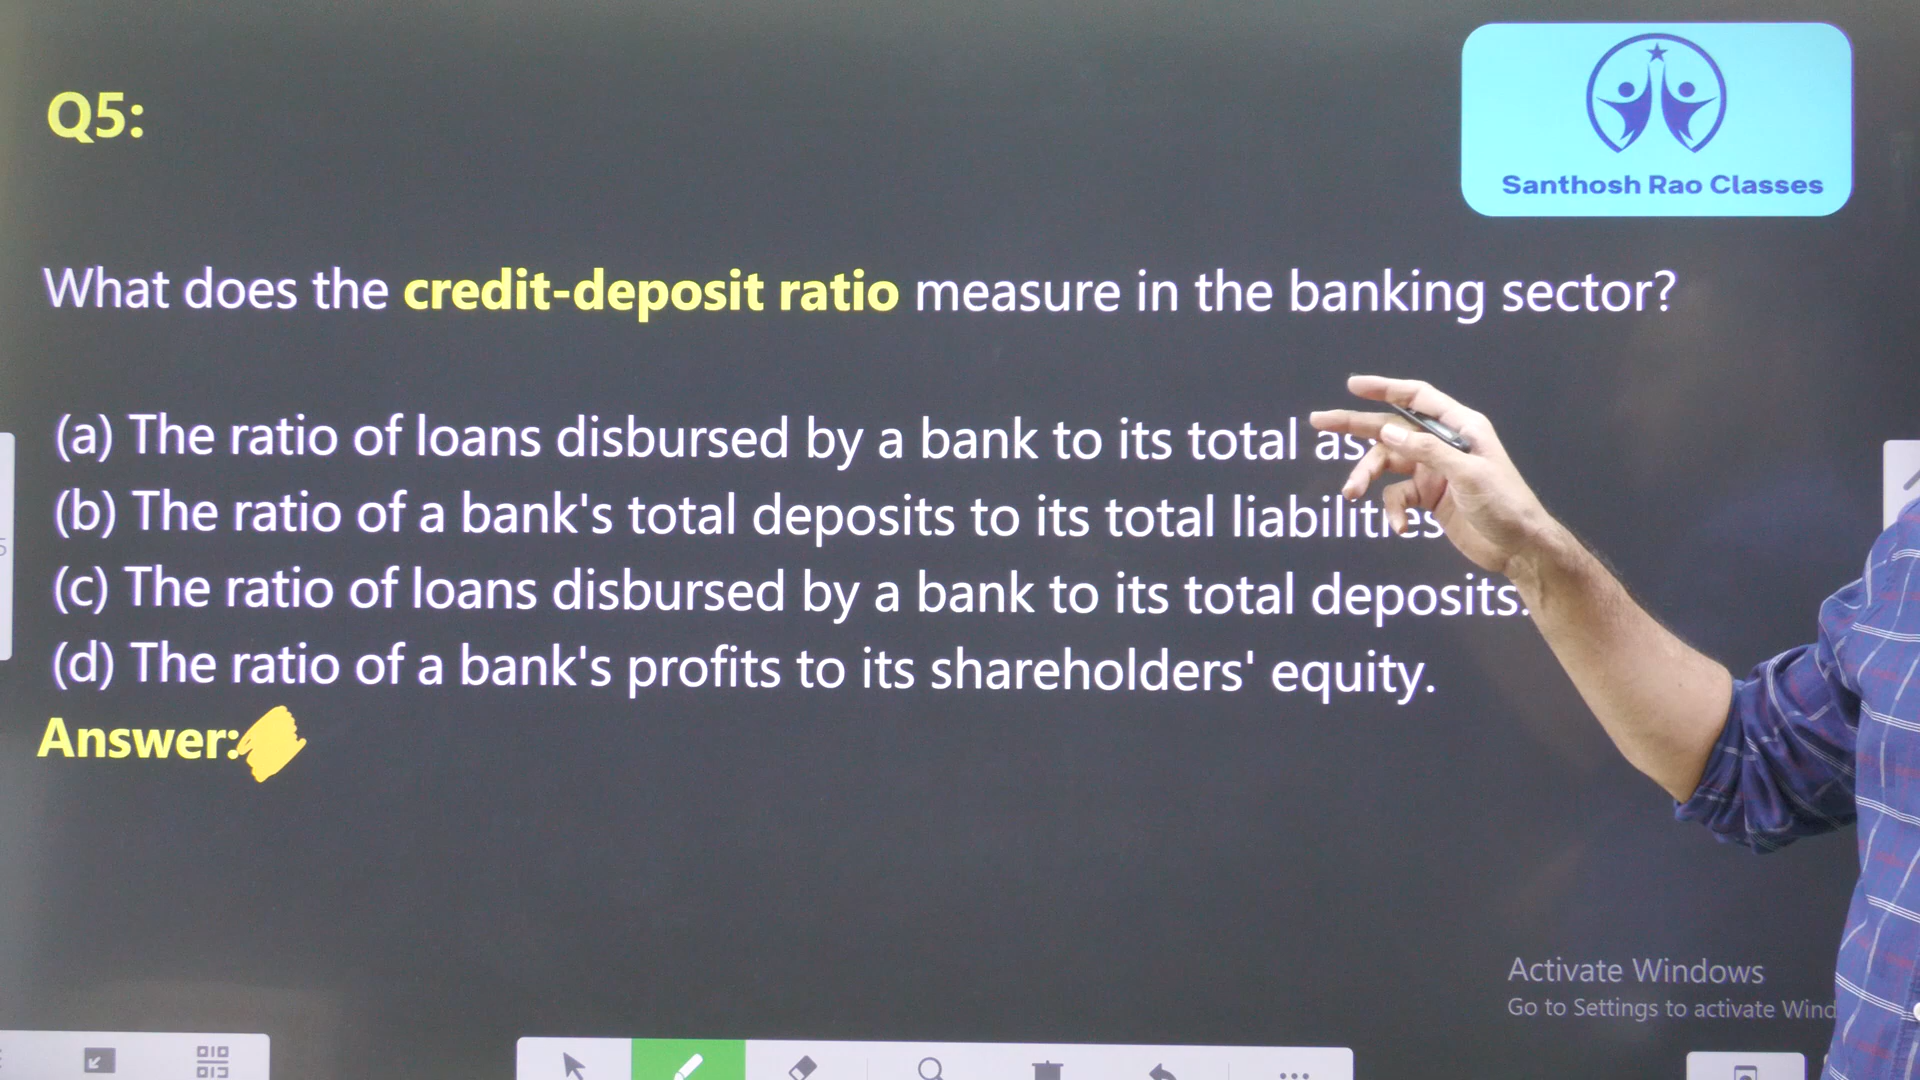 Q5:
Santhosh Rao Classes
What does the credit-deposit ratio measure in the banking sector?
(a) The ratio of loans disbursed by a bank to its total
(b) The ratio of a bank's total deposits to its total liabilities
(c) The ratio of loans disbursed by a bank to its total deposits.
(d) The ratio of a bank's profits to its shareholders' equity.
Answer:
Activate Windows
Go to Settings to activate Wind